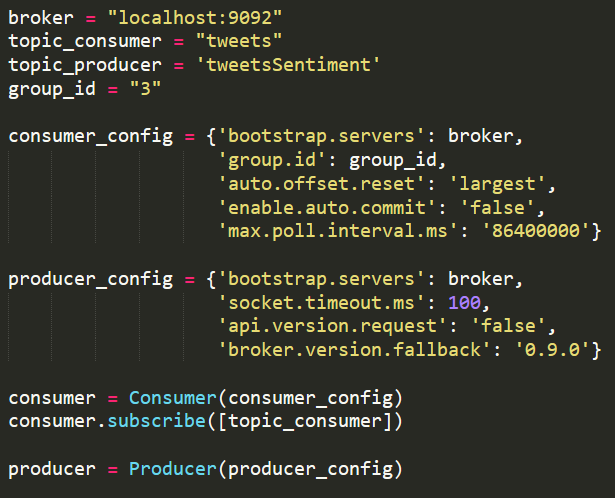 broker = "localhost:9092"
topic_consumer = "tweets"
topic_producer = 'tweetsSentiment'
group_id = "3"

consumer_config = {'bootstrap.servers': broker,
                   'group.id': group_id,
                   'auto.offset.reset': 'largest',
                   'enable.auto.commit': 'false',
                   'max.poll.interval.ms': '86400000'}

producer_config = {'bootstrap.servers': broker,
                   'socket.timeout.ms': 100,
                   'api.version.request': 'false',
                   'broker.version.fallback': '0.9.0'}

consumer = Consumer(consumer_config)
consumer.subscribe([topic_consumer])

producer = Producer(producer_config)